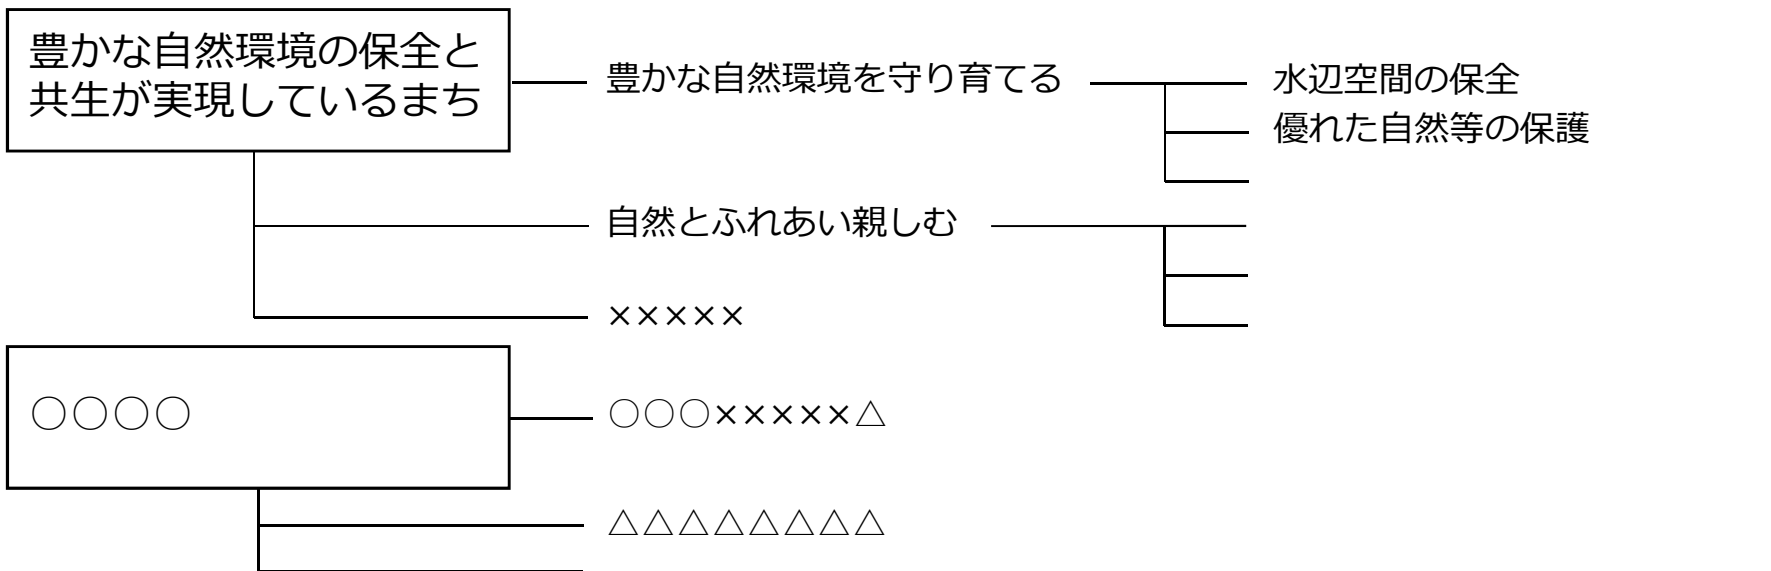 豊かな自然環境の保全と
共生が実現しているまち
豊かな自然環境を守り育てる
水辺空間の保全
優れた自然等の保護
自然とふれあい親しむ
×××××
〇〇〇〇
〇〇〇×××××△
△△△△△△△△